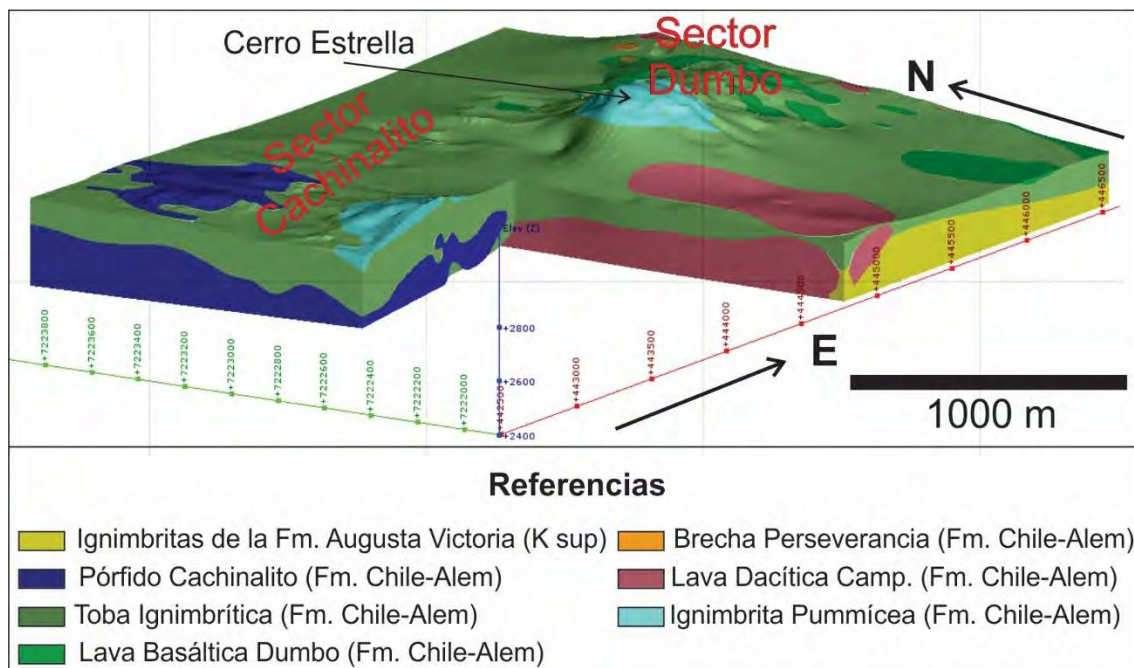 Cerro Estrella
Sector
Dumbo
N
Sector
Cachinalito
Elev (Z)
+2800
+2600
+2400
+7223800
+7223600
+7223400
+7223200
+7223000
+7222800
+7222600
+7222400
+7222200
+7222000
+442500
+443000
+443500
+444000
+444500
+445000
+445500
+446000
+446500
E
1000 m
Referencias
Ignimbritas de la Fm. Augusta Victoria (K sup)
Pórfido Cachinalito (Fm. Chile-Alem)
Toba Ignimbrítica (Fm. Chile-Alem)
Lava Basáltica Dumbo (Fm. Chile-Alem)
Brecha Perseverancia (Fm. Chile-Alem)
Lava Dacítica Camp. (Fm. Chile-Alem)
Ignimbrita Pummícea (Fm. Chile-Alem)